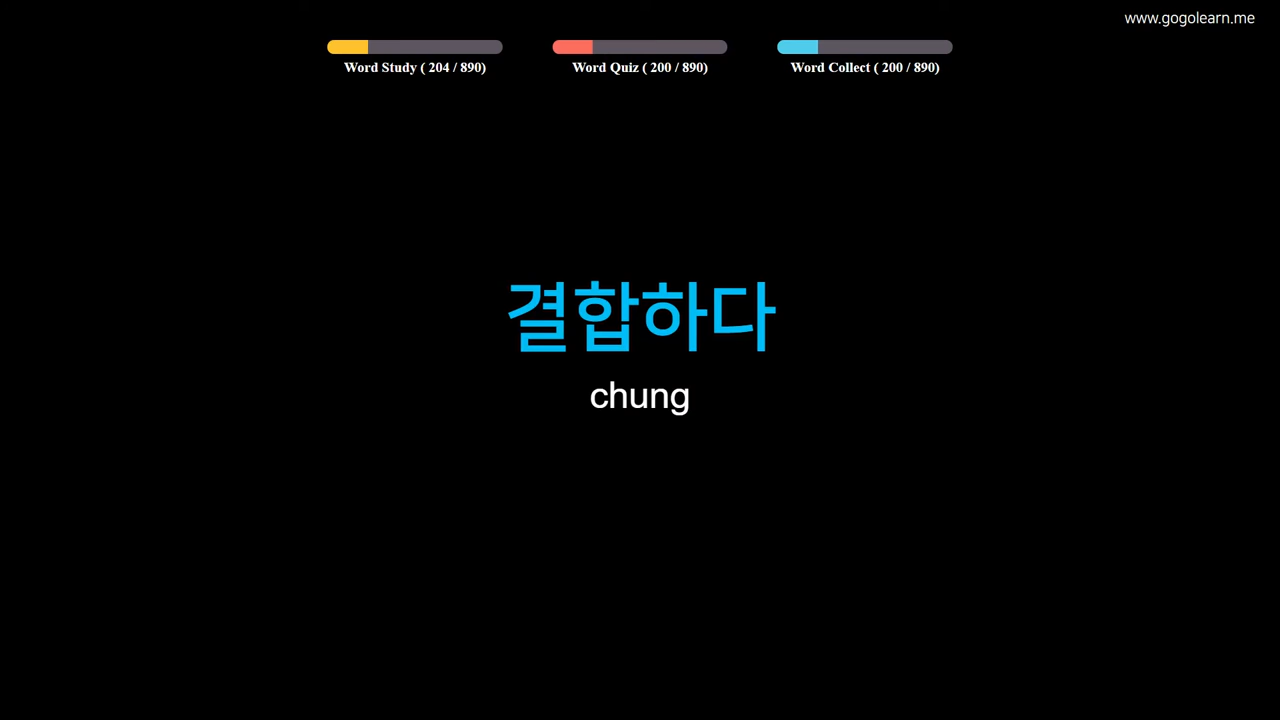 www.gogolearn.me
Word Study ( 204 / 890)
Word Quiz ( 200 / 890)
Word Collect ( 200 / 890)
결합하다
chung